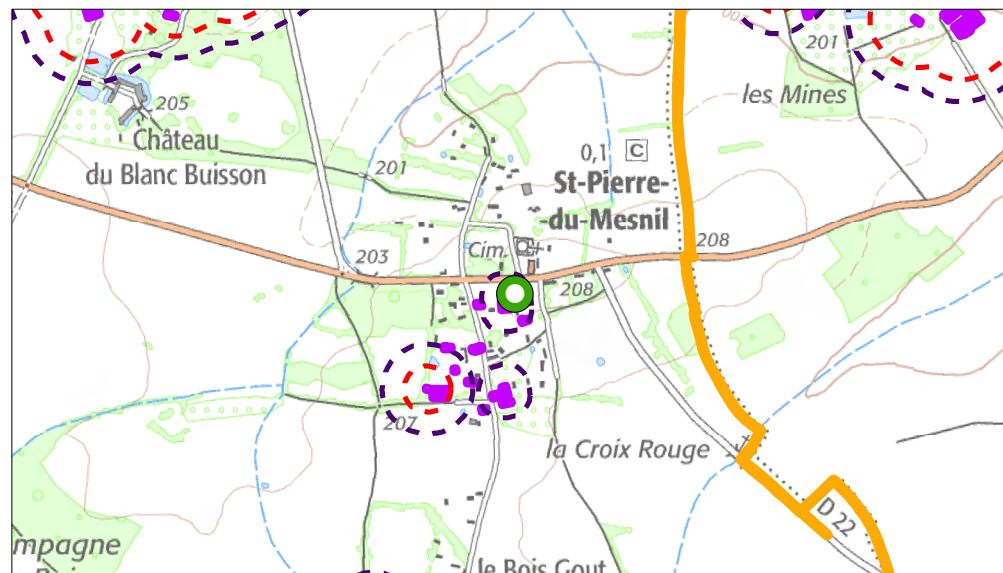 201
les Mines
205
Château
du Blanc Buisson
201
0,1 C
St-Pierre-
-du-Mesnil
Cim.
208
203
208
207
la Croix Rouge
D 22
mpagne
le Bois Gout